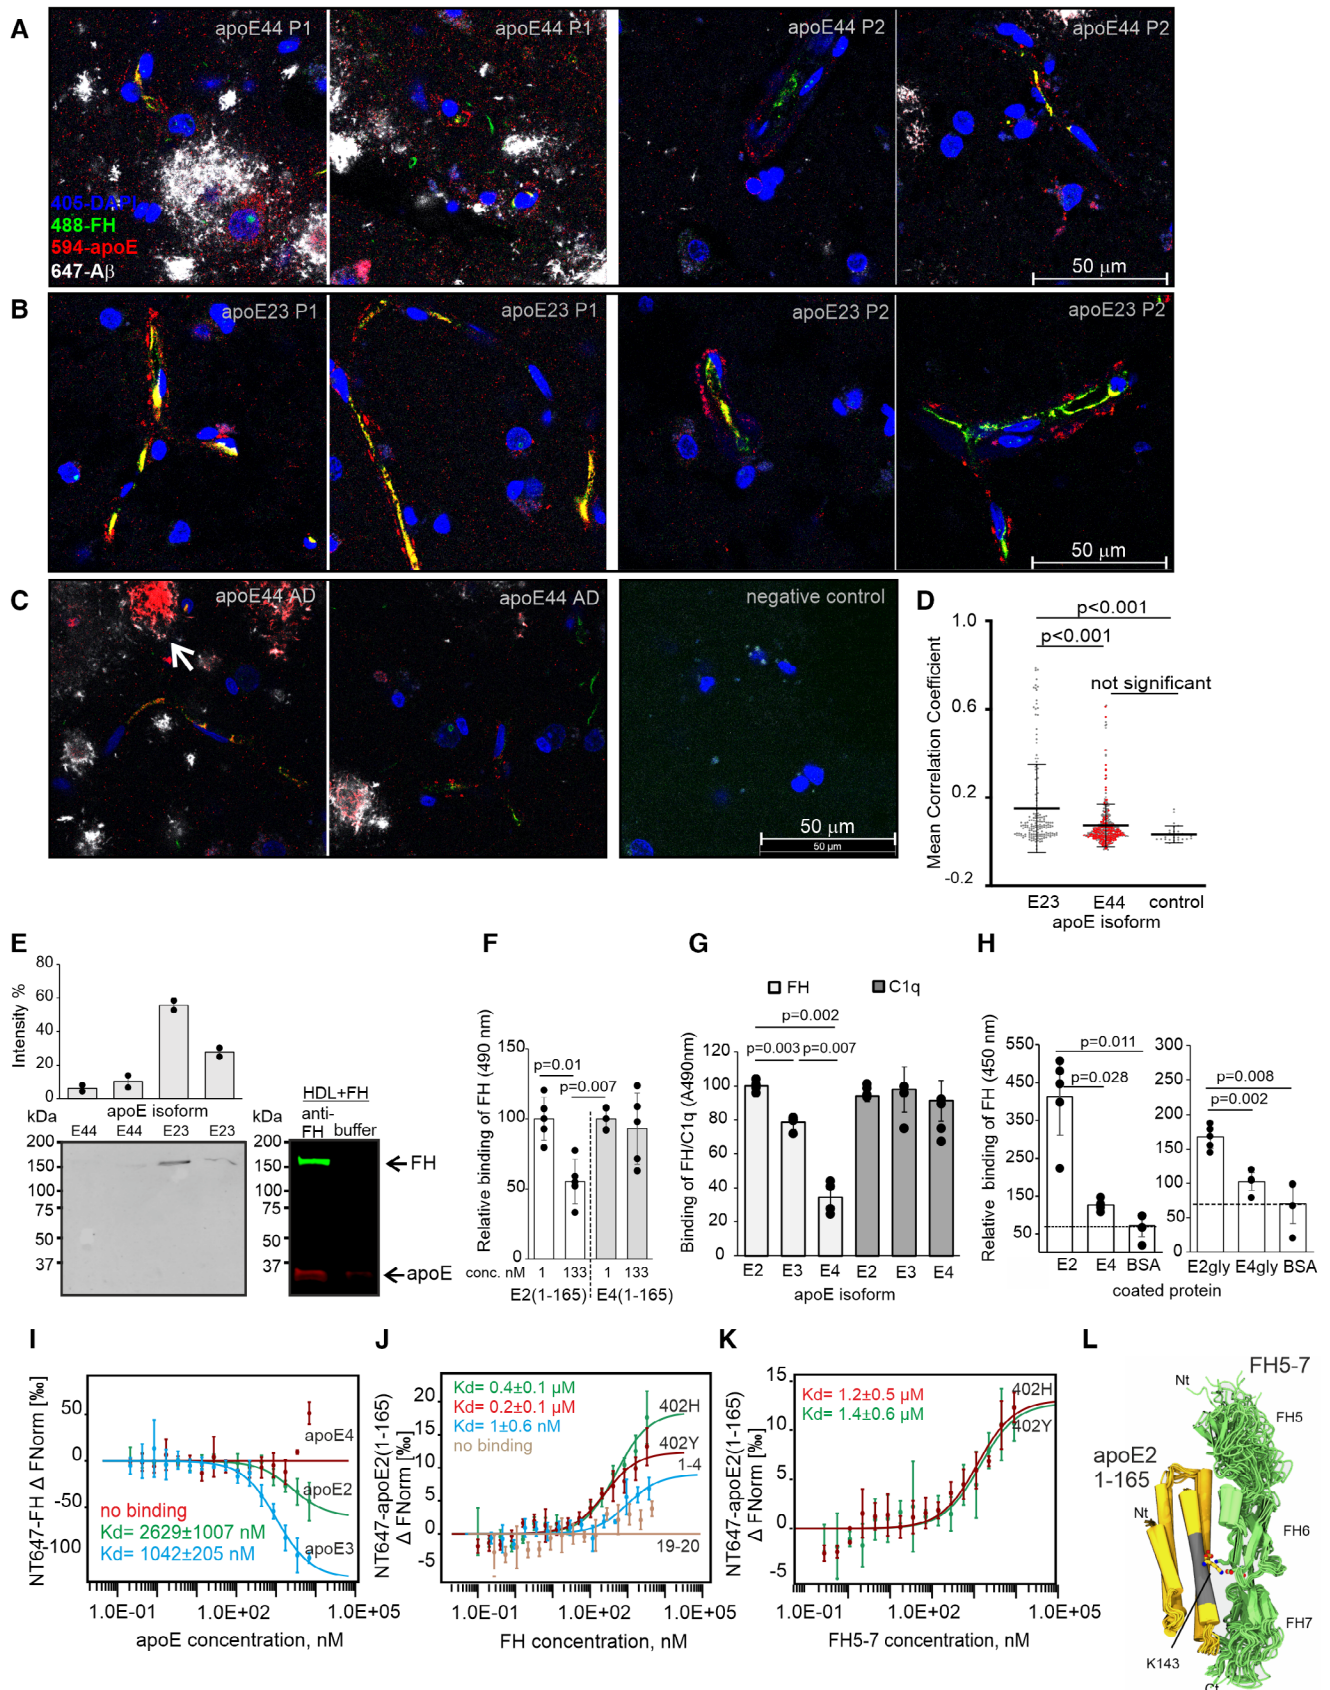 A
apoE44 P1
apoE44 P1
apoE44 P2
apoE44 P2
405-DAPI
488-FH
594-apoE
647-Aβ
50 µm
B
apoE23 P1
apoE23 P1
apoE23 P2
apoE23 P2
50 µm
C
apoE44 AD
apoE44 AD
negative control
50 µm
50 µm
D
Mean Correlation Coefficient
1.0
0.6
0.2
-0.2
p<0.001
p<0.001
not significant
E23
E44
control
apoE isoform
E
Intensity %
80
60
40
20
0
apoE isoform
kDa
E44
E44
E23
E23
200
150
100
75
50
37
kDa
HDL+FH
anti-
FH
buffer
200
150
100
75
50
37
FH
apoE
F
Relative binding of FH (490 nm)
150
100
50
0
p=0.01
p=0.007
conc. nM
1
133
1
133
E2(1-165)
E4(1-165)
G
FH
C1q
Binding of FH/C1q (A490nm)
120
100
80
60
40
20
0
p=0.002
p=0.003
p=0.007
E2
E3
E4
E2
E3
E4
apoE isoform
H
Relative binding of FH (450 nm)
550
450
350
250
150
50
p=0.011
p=0.028
E2
E4
BSA
300
250
200
150
100
50
0
p=0.008
p=0.002
E2gly
E4gly
BSA
coated protein
I
NT647-FH Δ FNorm [‰]
50
0
-50
-100
apoE4
apoE2
apoE3
no binding
Kd= 2629±1007 nM
Kd= 1042±205 nM
1.0E-01
1.0E+02
1.0E+05
apoE concentration, nM
J
NT647-apoE2(1-165)
Δ FNorm [‰]
20
15
10
5
0
-5
Kd= 0.4±0.1 µM
Kd= 0.2±0.1 µM
Kd= 1±0.6 nM
no binding
402H
402Y
1-4
19-20
1.0E-01
1.0E+02
1.0E+05
FH concentration, nM
K
NT647-apoE2(1-165)
Δ FNorm [‰]
15
10
5
0
-5
Kd= 1.2±0.5 µM
Kd= 1.4±0.6 µM
402H
402Y
1.0E-01
1.0E+02
1.0E+05
FH5-7 concentration, nM
L
FH5-7
Nt
FH5
apoE2
1-165
Nt
FH6
FH7
K143
Ct